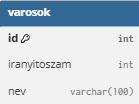 varosok
id int
iranyitoszam int
nev varchar(100)